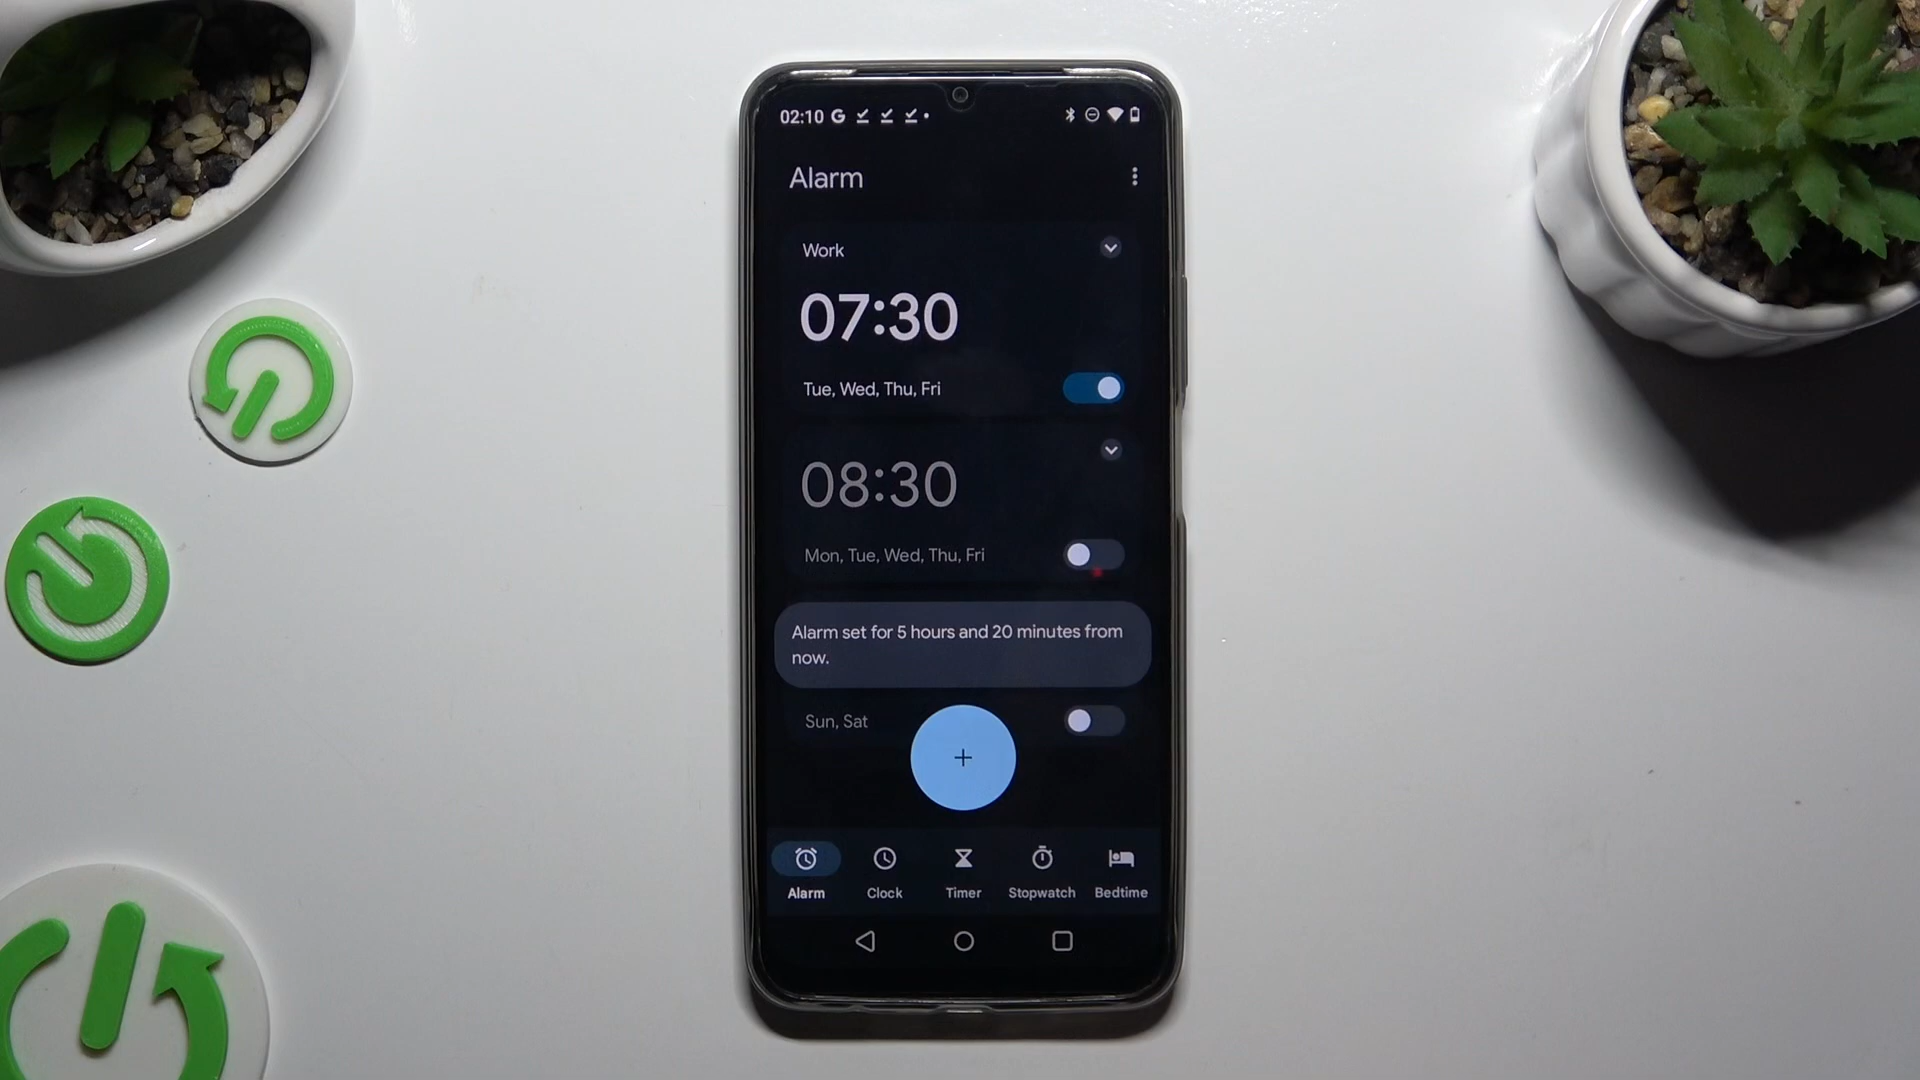 02:10
Alarm
Work
07:30
Tue, Wed, Thu, Fri
08:30
Mon, Tue, Wed, Thu, Fri
Alarm set for 5 hours and 20 minutes from
now.
Sun, Sat
+
Alarm Clock Timer Stopwatch Bedtime